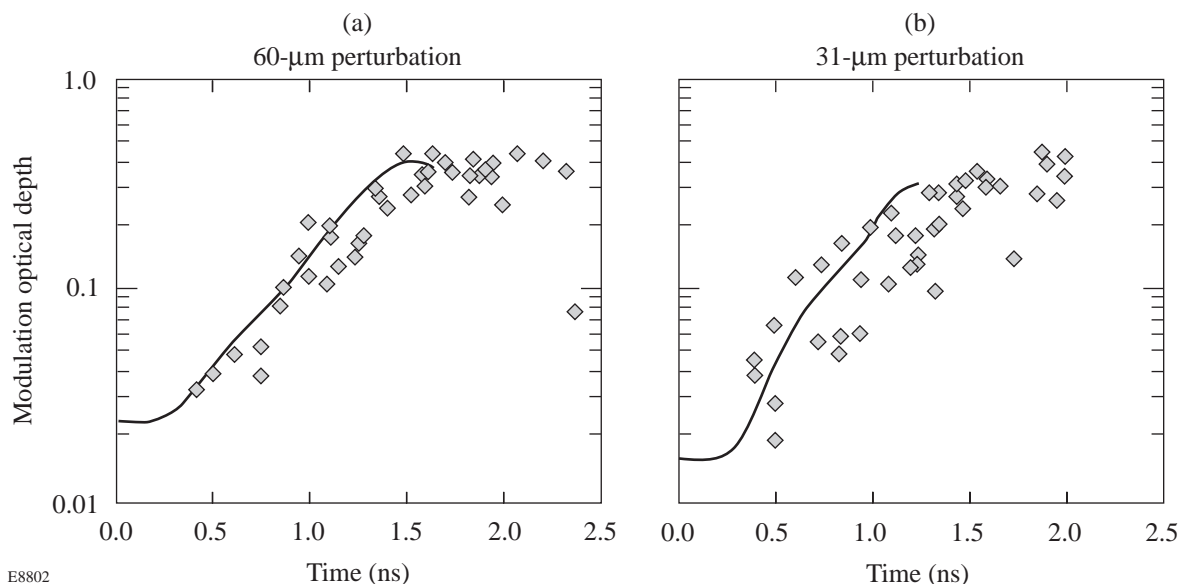 (a)
60-μm perturbation
(b)
31-μm perturbation
Modulation optical depth
1.0
0.1
0.01
0.0 0.5 1.0 1.5 2.0 2.5
Time (ns)
0.0 0.5 1.0 1.5 2.0 2.5
Time (ns)
E8802